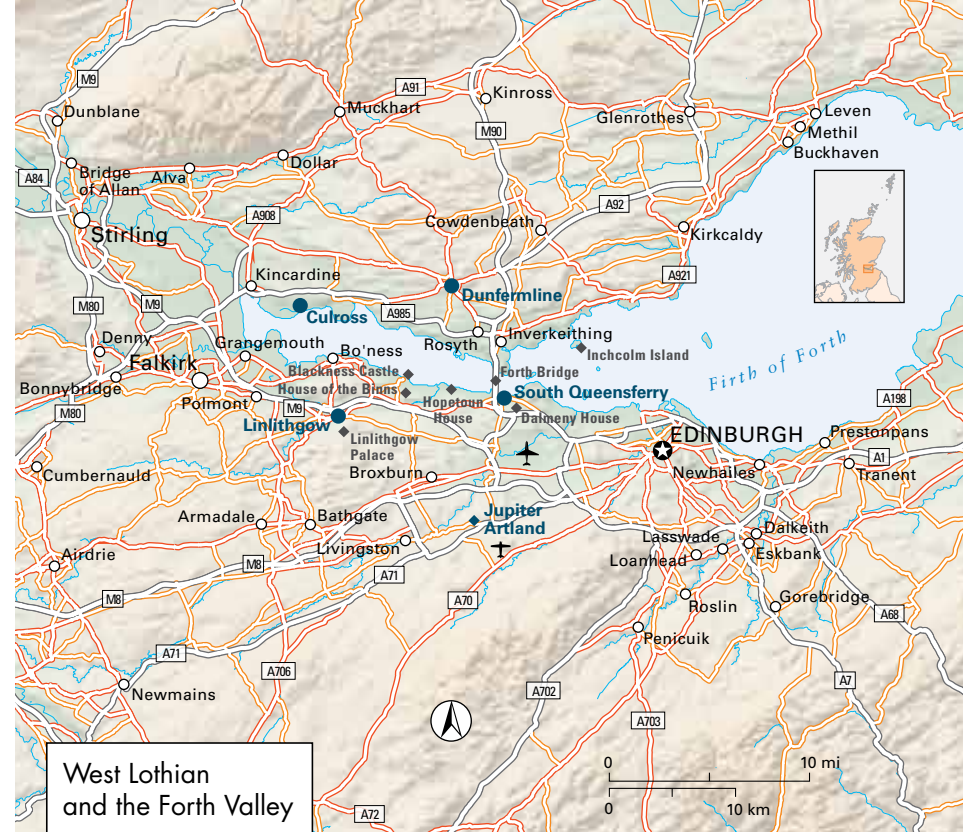 M9
A91
Kinross
Dunblane
Muckhart
Glenrothes
Leven
Methil
M90
Buckhaven
Dollar
A84
Bridge
of Allan
Alva
A92
A908
Cowdenbeath
Stirling
Kirkcaldy
Kincardine
A921
Dunfermline
M80
M9
Culross
A985
Denny
Grangemouth
Rosyth
Inverkeithing
Bo'ness
Inchcolm Island
Firth of Forth
Falkirk
Blackness Castle
Forth Bridge
Bonnybridge
House of the Binns
South Queensferry
Polmont
M9
Hopetoun
House
A198
M80
Linlithgow
Dalmeny House
Linlithgow
Palace
EDINBURGH
Prestonpans
A1
Cumbernauld
Broxburn
Newhailes
Tranent
Jupiter
Artland
Armadale
Bathgate
Lasswade
Dalkeith
Livingston
Loanhead
Eskbank
Airdrie
M8
A71
M8
A70
Roslin
Gorebridge
A68
Penicuik
A71
A706
A7
Newmains
A702
A703
West Lothian
and the Forth Valley
0
10 mi
0
10 km
A72